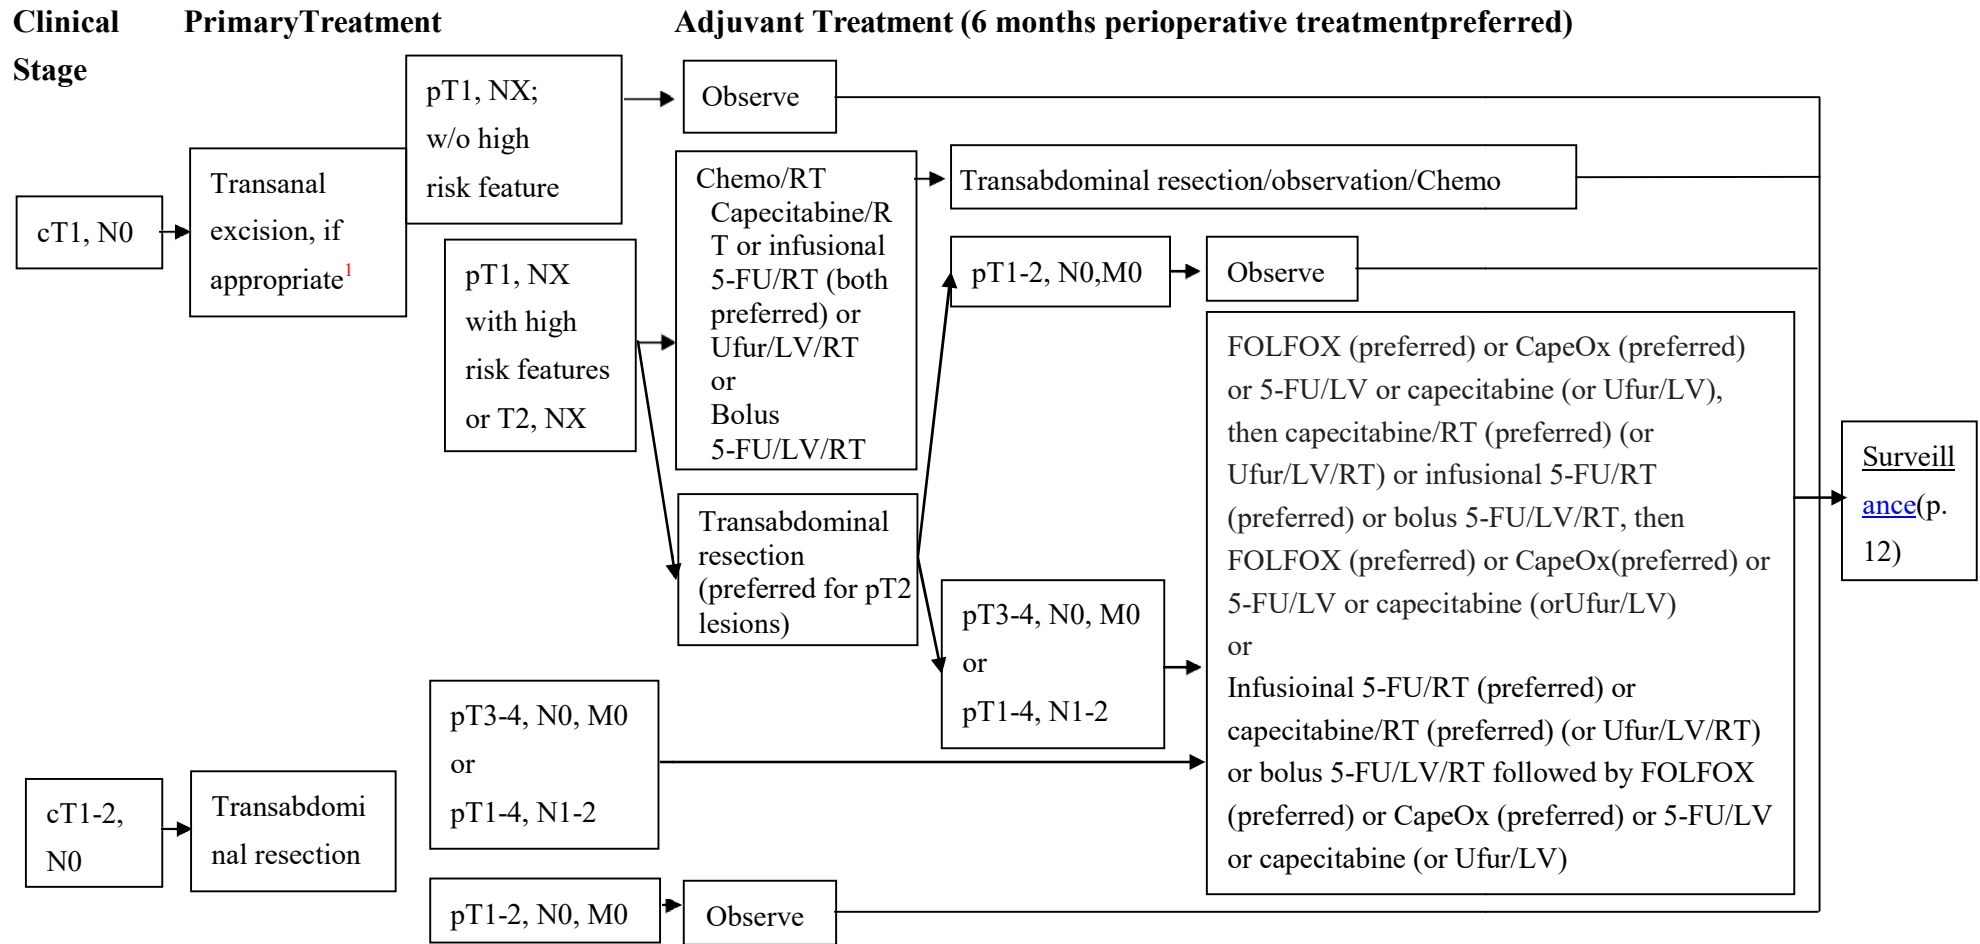 Clinical Stage
PrimaryTreatment
Adjuvant Treatment (6 months perioperative treatmentpreferred)
cT1, N0
Transanal
excision, if
appropriate1
pT1, NX;
w/o high
risk feature
Observe
pT1, NX
with high
risk features
or T2, NX
Chemo/RT
Capecitabine/R
T or infusional
5-FU/RT (both
preferred) or
Ufur/LV/RT
or
Bolus
5-FU/LV/RT
Transabdominal resection/observation/Chemo
Transabdominal
resection
(preferred for pT2
lesions)
pT1-2, N0,M0
Observe
pT3-4, N0, M0
or
pT1-4, N1-2
FOLFOX (preferred) or CapeOx (preferred)
or 5-FU/LV or capecitabine (or Ufur/LV),
then capecitabine/RT (preferred) (or
Ufur/LV/RT) or infusional 5-FU/RT
(preferred) or bolus 5-FU/LV/RT, then
FOLFOX (preferred) or CapeOx(preferred) or
5-FU/LV or capecitabine (orUfur/LV)
or
Infusioinal 5-FU/RT (preferred) or
capecitabine/RT (preferred) (or Ufur/LV/RT)
or bolus 5-FU/LV/RT followed by FOLFOX
(preferred) or CapeOx (preferred) or 5-FU/LV
or capecitabine (or Ufur/LV)
Surveill
ance(p.
12)
cT1-2,
N0
Transabdomi
nal resection
pT3-4, N0, M0
or
pT1-4, N1-2
pT1-2, N0, M0
Observe